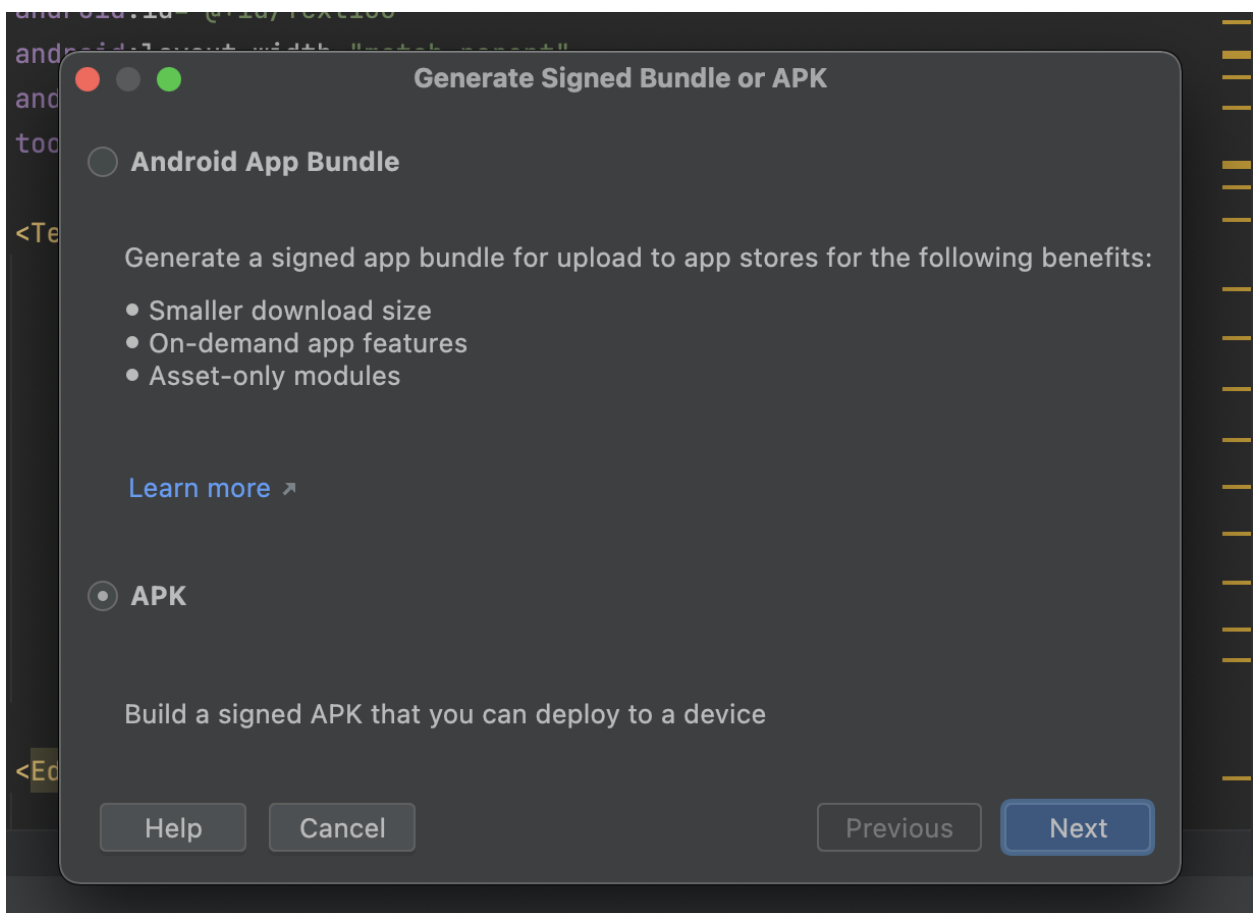 and
Generate Signed Bundle or APK
and
too
Android App Bundle
<Te
Generate a signed app bundle for upload to app stores for the following benefits:
• Smaller download size
• On-demand app features
• Asset-only modules
Learn more ↗
APK
Build a signed APK that you can deploy to a device
<Ed
Help Cancel Previous Next